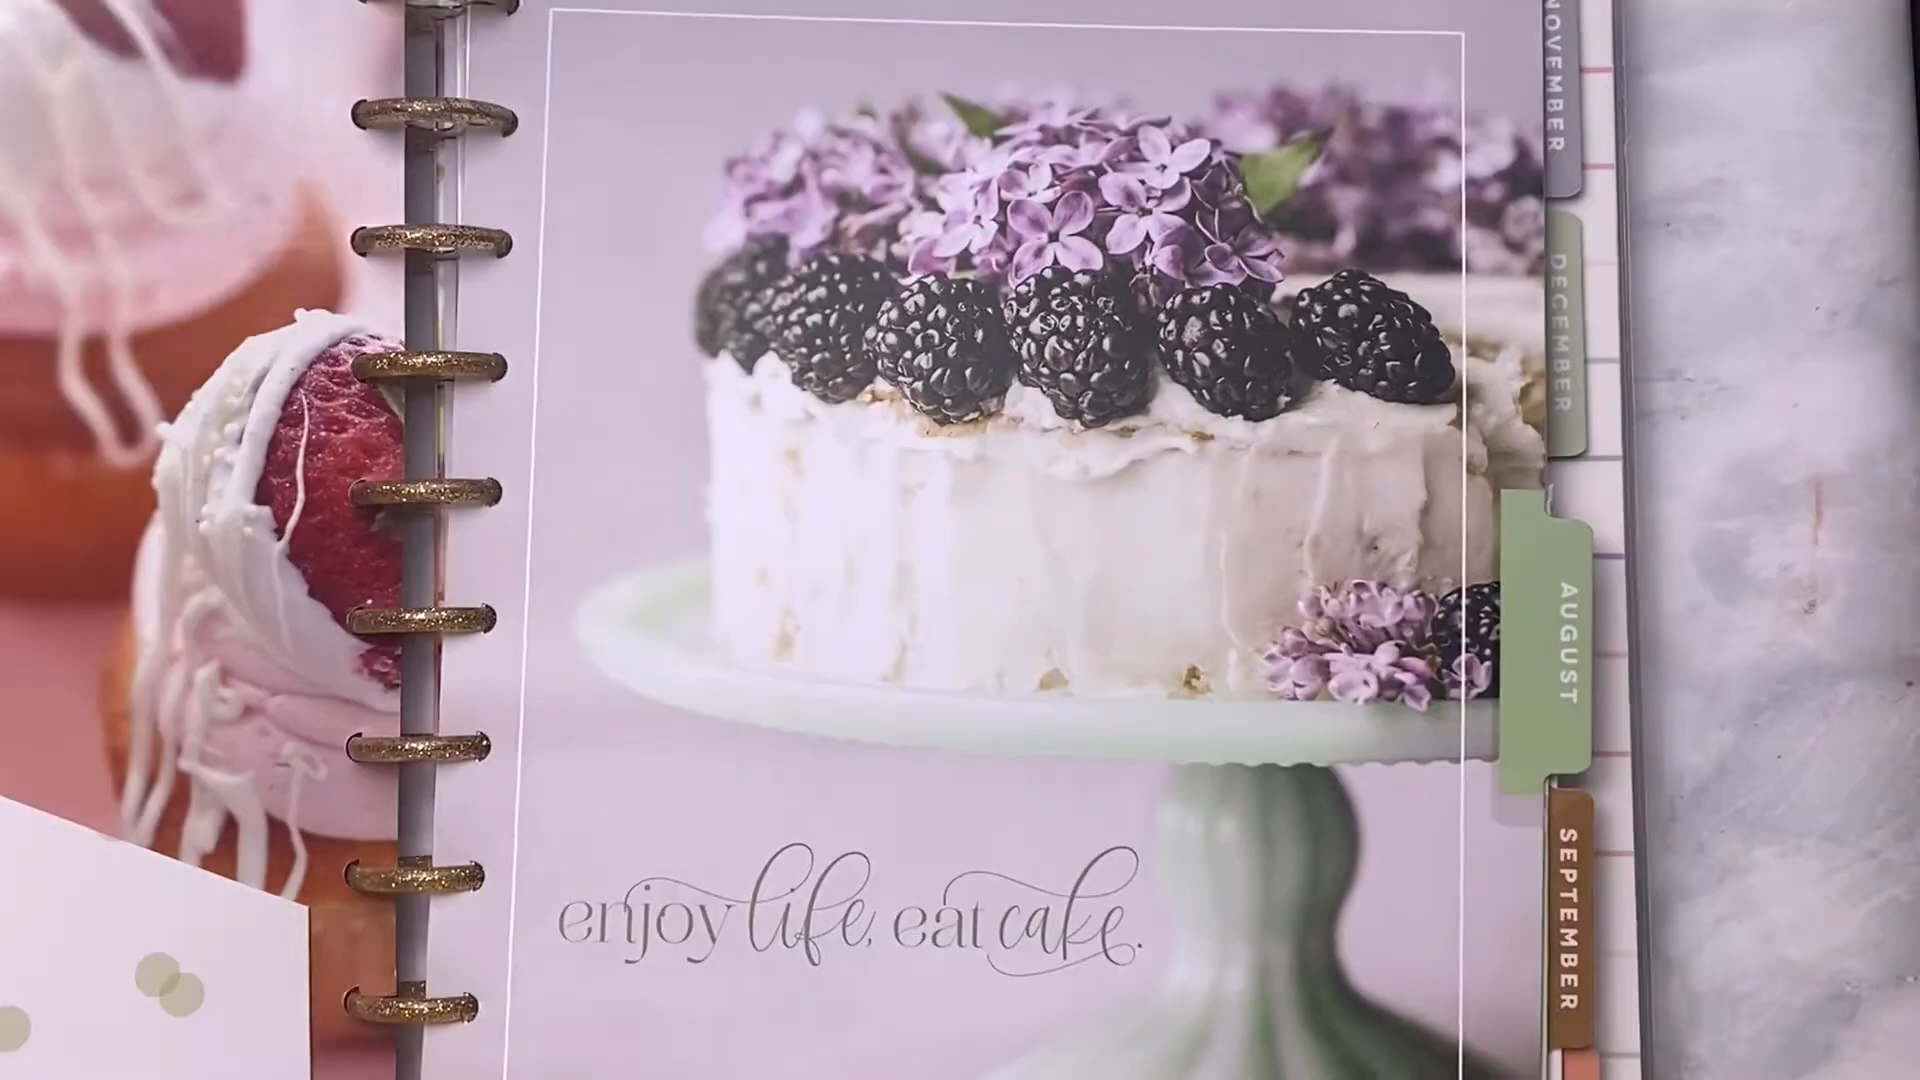 NOVEMBER
DECEMBER
AUGUST
SEPTEMBER
enjoy life, eat cake.